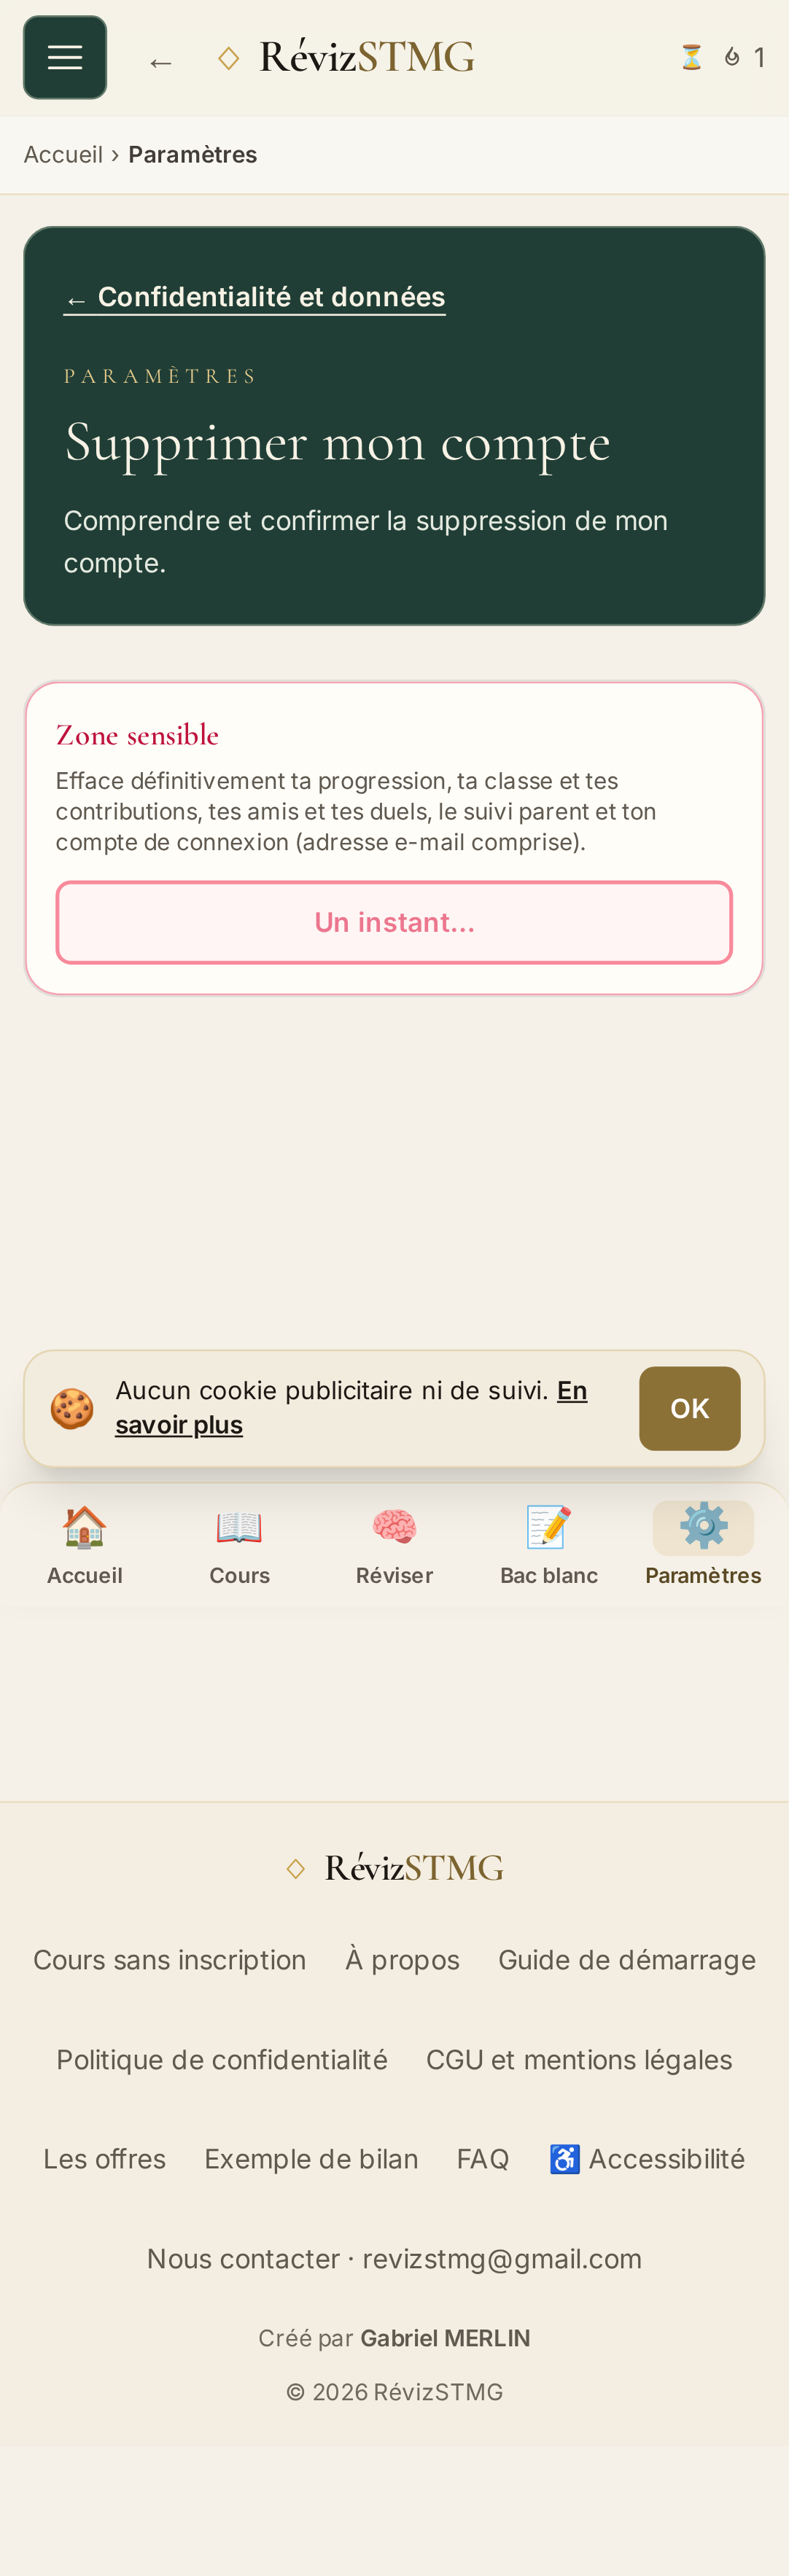 ← RévizSTMG 1
Accueil › Paramètres
← Confidentialité et données
PARAMÈTRES
Supprimer mon compte
Comprendre et confirmer la suppression de mon
compte.
Zone sensible
Efface définitivement ta progression, ta classe et tes
contributions, tes amis et tes duels, le suivi parent et ton
compte de connexion (adresse e-mail comprise).
Un instant…
Aucun cookie publicitaire ni de suivi. En
savoir plus
OK
Accueil Cours Réviser Bac blanc Paramètres
RévizSTMG
Cours sans inscription À propos Guide de démarrage
Politique de confidentialité CGU et mentions légales
Les offres Exemple de bilan FAQ ♿ Accessibilité
Nous contacter · revizstmg@gmail.com
Créé par Gabriel MERLIN
© 2026 RévizSTMG